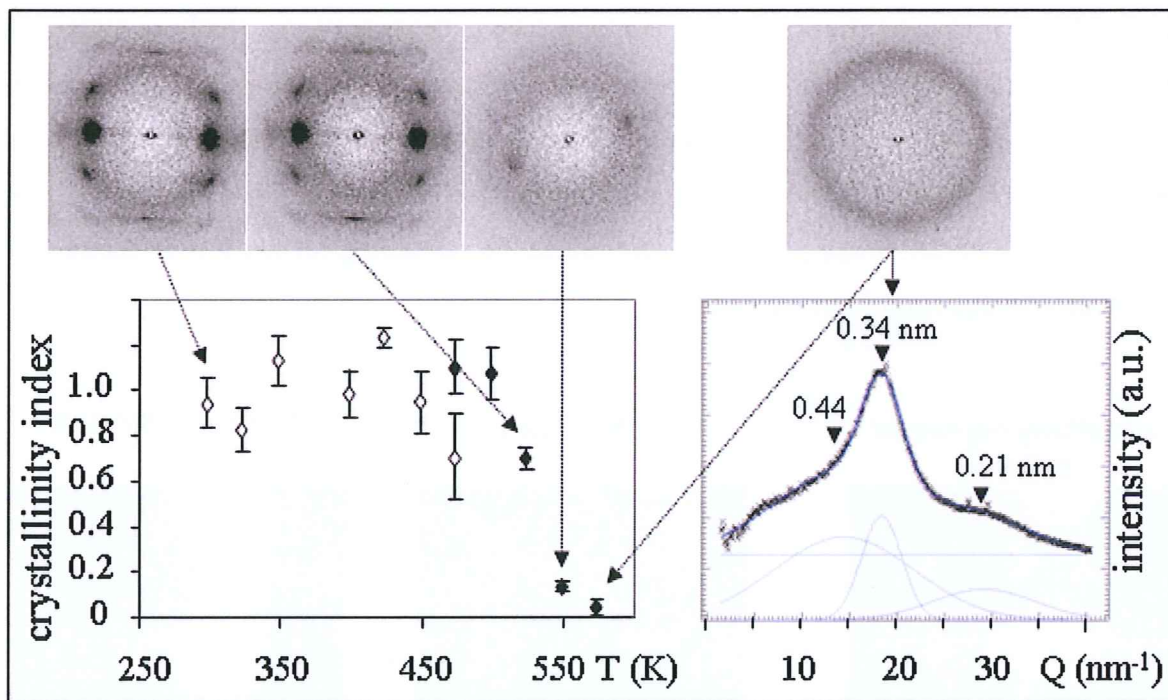 crystallinity index
1.0
0.8
0.6
0.4
0.2
0
250 350 450 550 T (K)
0.34 nm
0.44
0.21 nm
10 20 30 Q (nm-1)
intensity (a.u.)